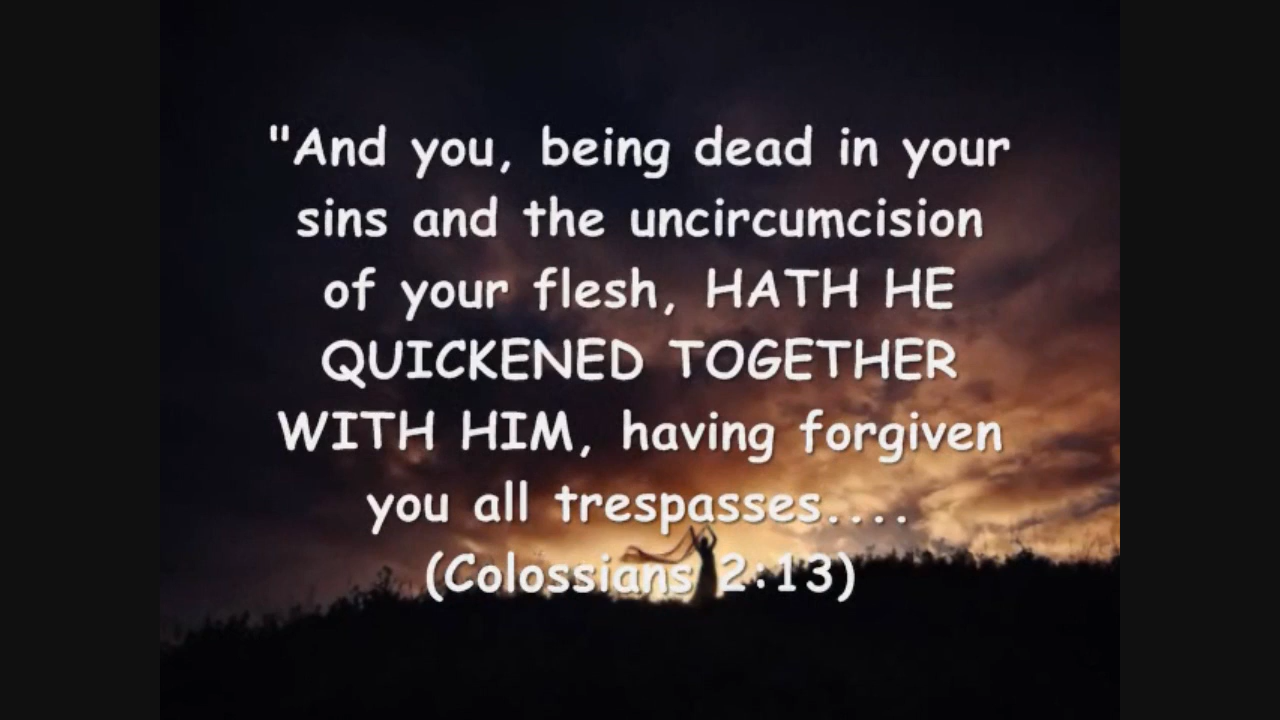 "And you, being dead in your
sins and the uncircumcision
of your flesh, HATH HE
QUICKENED TOGETHER
WITH HIM, having forgiven
you all trespasses....
(Colossians 2:13)